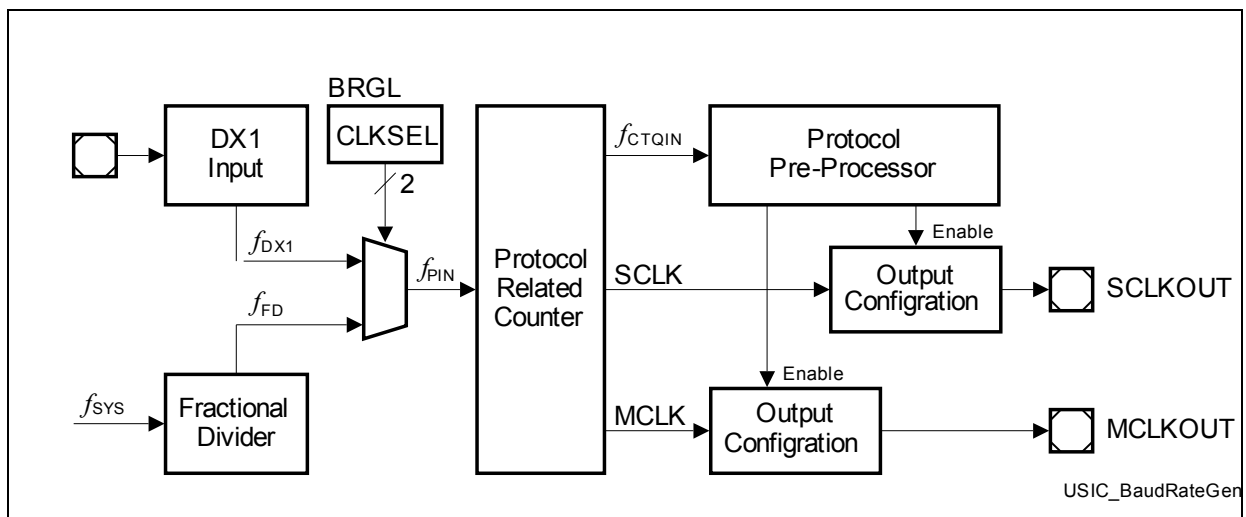 BRGL
DX1
Input
CLKSEL
2
fCTQIN
Protocol
Pre-Processor
fDX1
fPIN
Protocol
Related
Counter
Enable
fFD
SCLK
Output
Configration
SCLKOUT
Enable
fSYS
Fractional
Divider
MCLK
Output
Configration
MCLKOUT
USIC_BaudRateGen